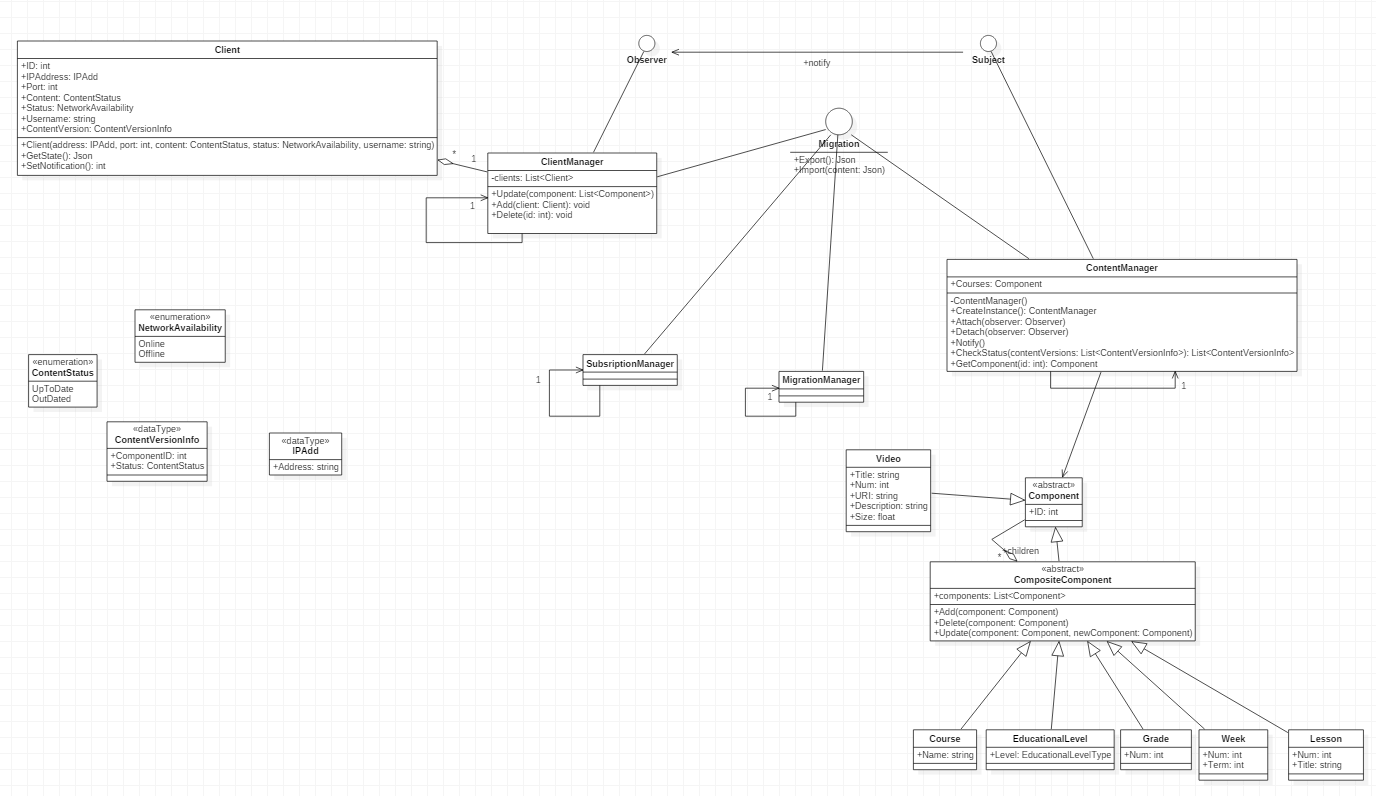 Client
+ID: int
+IPAddress: IPAdd
+Port: int
+Content: ContentStatus
+Status: NetworkAvailability
+Username: string
+ContentVersion: ContentVersionInfo
+Client(address: IPAdd, port: int, content: ContentStatus, status: NetworkAvailability, username: string)
+GetState(): Json
+SetNotification(): int
*
1
Observer
+notify
Subject
Migration
+Export(): Json
+Import(content: Json)
ClientManager
-clients: List<Client>
+Update(component: List<Component>)
+Add(client: Client): void
+Delete(id: int): void
1
ContentManager
+Courses: Component
-ContentManager()
+CreateInstance(): ContentManager
+Attach(observer: Observer)
+Detach(observer: Observer)
+Notify()
+CheckStatus(contentVersions: List<ContentVersionInfo>): List<ContentVersionInfo>
+GetComponent(id: int): Component
1
«enumeration»
NetworkAvailability
Online
Offline
«enumeration»
ContentStatus
UpToDate
OutDated
«dataType»
ContentVersionInfo
+ComponentID: int
+Status: ContentStatus
«dataType»
IPAdd
+Address: string
SubsriptionManager
1
MigrationManager
1
Video
+Title: string
+Num: int
+URI: string
+Description: string
+Size: float
«abstract»
Component
+ID: int
+children
*
«abstract»
CompositeComponent
+components: List<Component>
+Add(component: Component)
+Delete(component: Component)
+Update(component: Component, newComponent: Component)
Course
+Name: string
EducationalLevel
+Level: EducationalLevelType
Grade
+Num: int
Week
+Num: int
+Term: int
Lesson
+Num: int
+Title: string